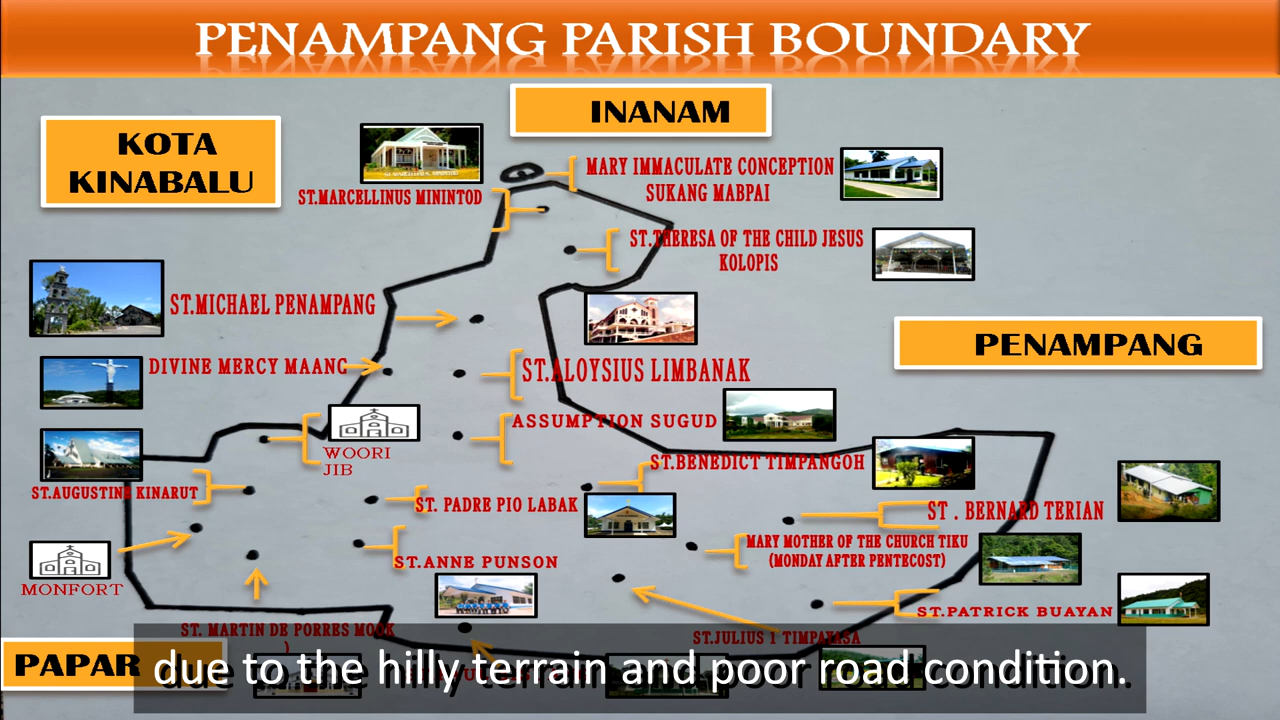 PENAMPANG PARISH BOUNDARY
INANAM
KOTA
KINABALU
MARY IMMACULATE CONCEPTION
SUKANG MABPAI
ST.MARCELLINUS MININTOD
ST.THERESA OF THE CHILD JESUS
KOLOPIS
ST.MICHAEL PENAMPANG
PENAMPANG
DIVINE MERCY MAANG
ST.ALOYSIUS LIMBANAK
ASSUMPTION SUGUD
WOORI
JIB
ST.BENEDICT TIMPANGOH
ST.AUGUSTINE KINARUT
ST. PADRE PIO LABAK
ST . BERNARD TERIAN
MARY MOTHER OF THE CHURCH TIKU
(MONDAY AFTER PENTECOST)
ST.ANNE PUNSON
MONFORT
ST.PATRICK BUAYAN
ST. MARTIN DE PORRES MOOK
)
ST.JULIUS I TIMPAYASA
PAPAR
due to the hilly terrain and poor road condition.